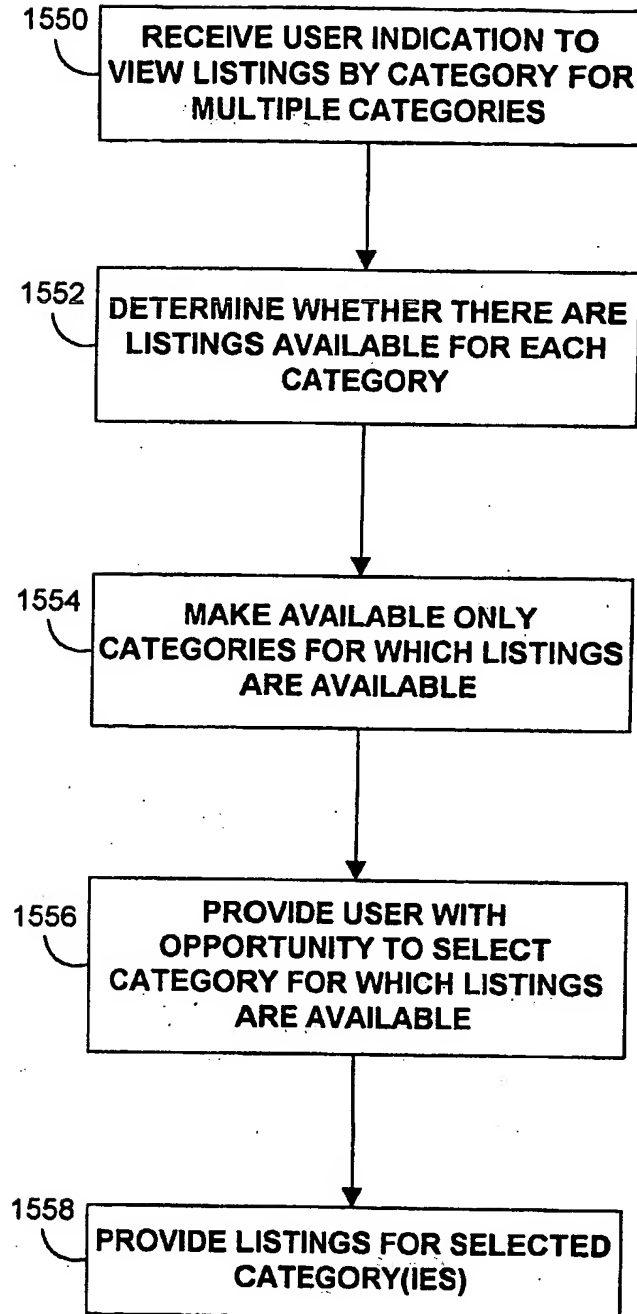 1550
RECEIVE USER INDICATION TO
VIEW LISTINGS BY CATEGORY FOR
MULTIPLE CATEGORIES
1552
DETERMINE WHETHER THERE ARE
LISTINGS AVAILABLE FOR EACH
CATEGORY
1554
MAKE AVAILABLE ONLY
CATEGORIES FOR WHICH LISTINGS
ARE AVAILABLE
1556
PROVIDE USER WITH
OPPORTUNITY TO SELECT
CATEGORY FOR WHICH LISTINGS
ARE AVAILABLE
1558
PROVIDE LISTINGS FOR SELECTED
CATEGORY(IES)